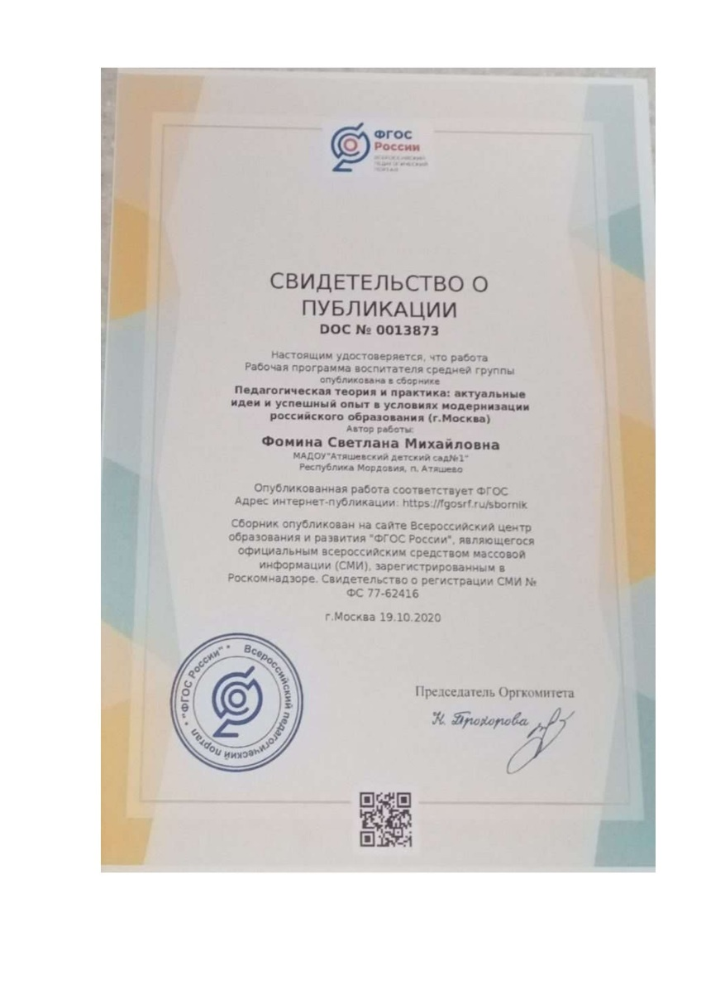 ФГОС
России
ВСЕРОССИЙСКИЙ
ПЕДАГОГИЧЕСКИЙ
ПОРТАЛ
СВИДЕТЕЛЬСТВО О
ПУБЛИКАЦИИ
DOC № 0013873
Настоящим удостоверяется, что работа
Рабочая программа воспитателя средней группы
опубликована в сборнике
Педагогическая теория и практика: актуальные
идеи и успешный опыт в условиях модернизации
российского образования (г.Москва)
Автор работы:
Фомина Светлана Михайловна
МАДОУ"Атяшевский детский сад№1"
Республика Мордовия, п. Атяшево
Опубликованная работа соответствует ФГОС
Адрес интернет-публикации: https://fgosrf.ru/sbornik
Сборник опубликован на сайте Всероссийский центр
образования и развития "ФГОС России", являющегося
официальным всероссийским средством массовой
информации (СМИ), зарегистрированным в
Роскомнадзоре. Свидетельство о регистрации СМИ №
ФС 77-62416
г.Москва 19.10.2020
Всероссийский педагогический портал • "ФГОС России" •
Председатель Оргкомитета
Н. Прохорова